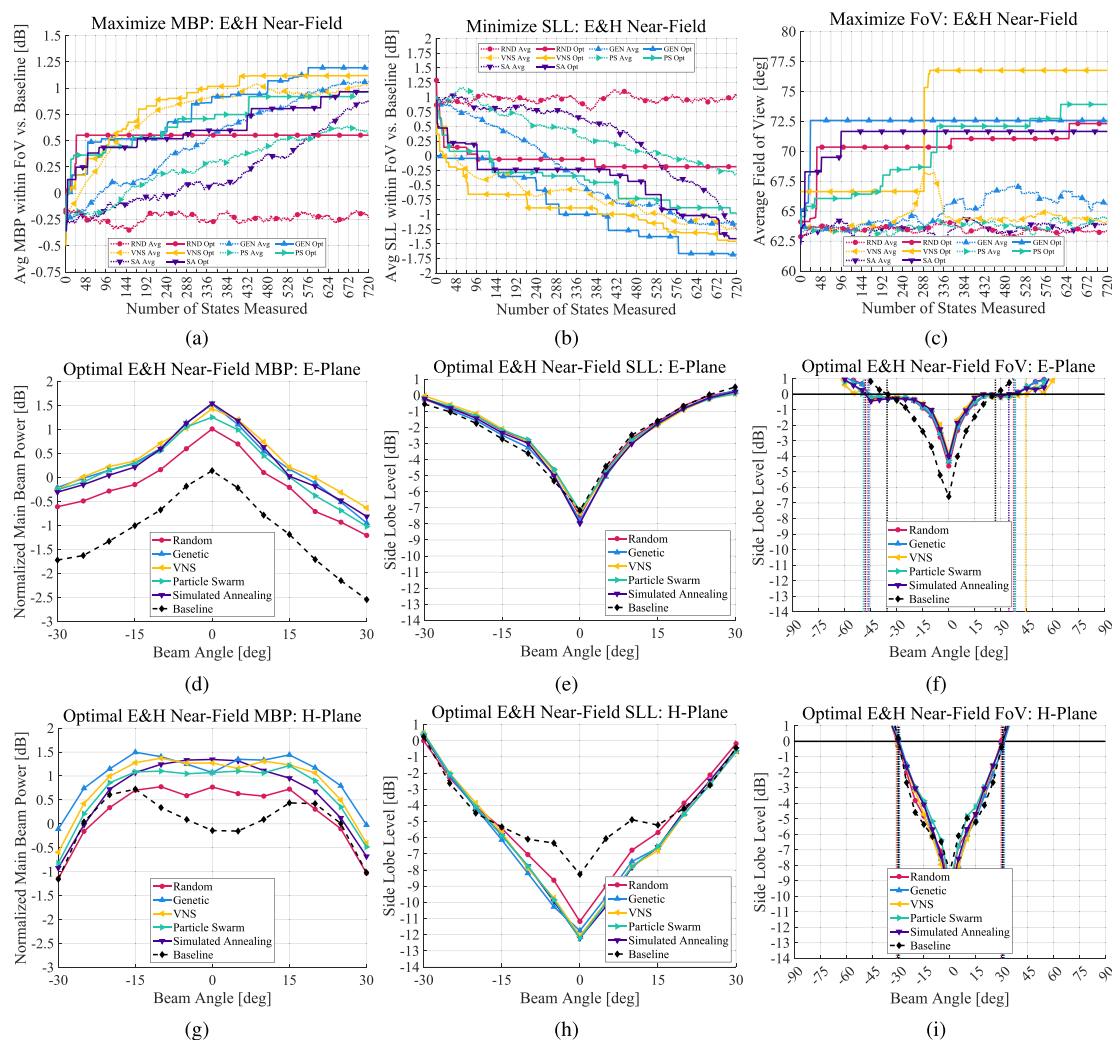 Maximize MBP: E&H Near-Field
Avg MBP within FoV vs. Baseline [dB]
1.5
1.25
1
0.75
0.5
0.25
0
-0.25
-0.5
0.5
-0.75
RND Avg RND Opt GEN Avg GEN Opt
VNS Avg VNS Opt PS Avg PS Opt
SA Avg SA Opt
0 48 96 144 192 240 288 336 384 432 480 528 576 624 672 720
Number of States Measured
(a)
Minimize SLL: E&H Near-Field
Avg SLL within FoV vs. Baseline [dB]
2
1.75
1.5
1.25
1
0.75
0.5
0.25
0
-0.25
-0.5
-0.75
-1
-1.25
-1.5
-1.75
-2
RND Avg RND Opt GEN Avg GEN Opt
VNS Avg VNS Opt PS Avg PS Opt
SA Avg SA Opt
0 48 96 144 192 240 288 336 384 432 480 528 576 624 672 720
Number of States Measured
(b)
Maximize FoV: E&H Near-Field
Average Field of View [deg]
80
77.5
75
72.5
70
67.5
65
62.5
60
RND Avg RND Opt GEN Avg GEN Opt
VNS Avg VNS Opt PS Avg PS Opt
SA Avg SA Opt
0 48 96 144 192 240 288 336 384 432 480 528 576 624 672 720
Number of States Measured
(c)
Optimal E&H Near-Field MBP: E-Plane
Normalized Main Beam Power [dB]
2
1.5
1
0.5
0
-0.5
-1
-1.5
-2
-2.5
-3
Random
Genetic
VNS
Particle Swarm
Simulated Annealing
Baseline
-30 -15 0 15 30
Beam Angle [deg]
(d)
Optimal E&H Near-Field SLL: E-Plane
Side Lobe Level [dB]
1
0
-1
-2
-3
-4
-5
-6
-7
-8
-9
-10
-11
-12
-13
-14
Random
Genetic
VNS
Particle Swarm
Simulated Annealing
Baseline
-30 -15 0 15 30
Beam Angle [deg]
(e)
Optimal E&H Near-Field FoV: E-Plane
Side Lobe Level [dB]
1
0
-1
-2
-3
-4
-5
-6
-7
-8
-9
-10
-11
-12
-13
-14
Random
Genetic
VNS
Particle Swarm
Simulated Annealing
Baseline
-90 -75 -60 -45 -30 -15 0 15 30 45 60 75 90
Beam Angle [deg]
(f)
Optimal E&H Near-Field MBP: H-Plane
Normalized Main Beam Power [dB]
2
1.5
1
0.5
0
-0.5
-1
-1.5
-2
-2.5
-3
Random
Genetic
VNS
Particle Swarm
Simulated Annealing
Baseline
-30 -15 0 15 30
Beam Angle [deg]
(g)
Optimal E&H Near-Field SLL: H-Plane
Side Lobe Level [dB]
1
0
-1
-2
-3
-4
-5
-6
-7
-8
-9
-10
-11
-12
-13
-14
Random
Genetic
VNS
Particle Swarm
Simulated Annealing
Baseline
-30 -15 0 15 30
Beam Angle [deg]
(h)
Optimal E&H Near-Field FoV: H-Plane
Side Lobe Level [dB]
1
0
-1
-2
-3
-4
-5
-6
-7
-8
-9
-10
-11
-12
-13
-14
Random
Genetic
VNS
Particle Swarm
Simulated Annealing
Baseline
-90 -75 -60 -45 -30 -15 0 15 30 45 60 75 90
Beam Angle [deg]
(i)